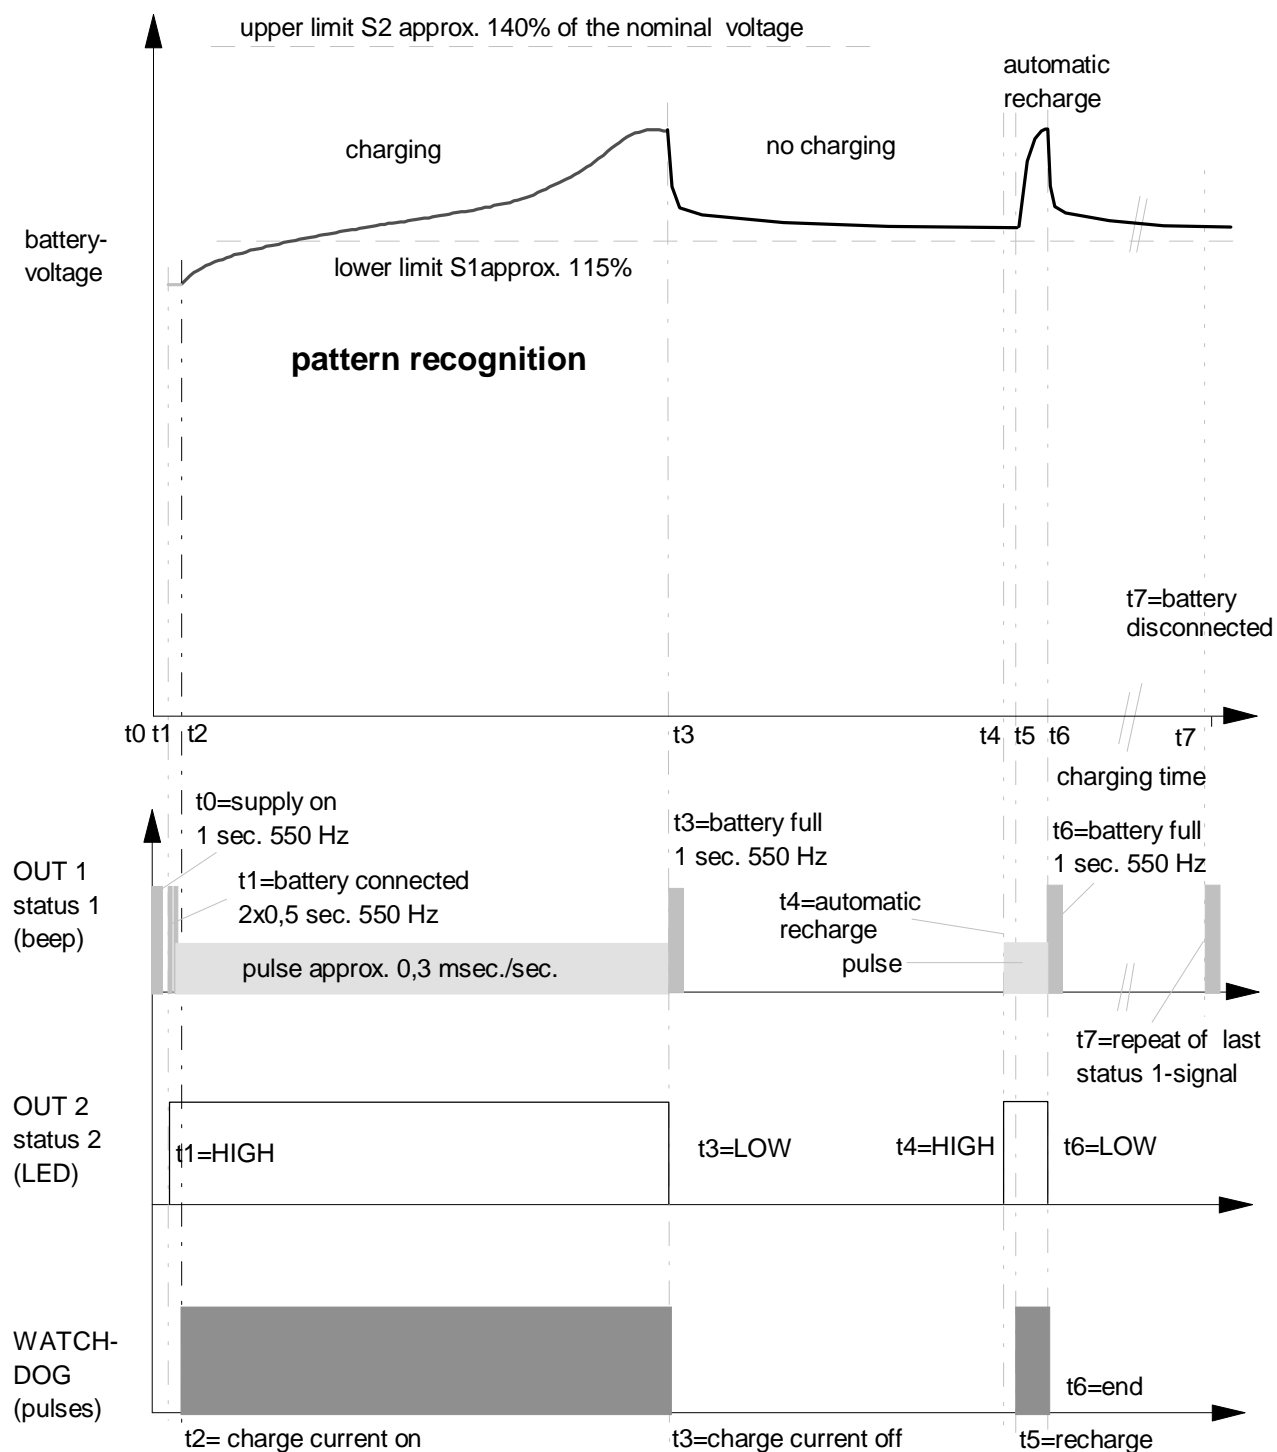 upper limit S2 approx. 140% of the nominal voltage
automatic
recharge
charging
no charging
battery-
voltage
lower limit S1approx. 115%
pattern recognition
t7=battery
disconnected
t0 t1 t2 t3 t4 t5 t6 t7
charging time
t0=supply on
1 sec. 550 Hz
t3=battery full
1 sec. 550 Hz
t6=battery full
1 sec. 550 Hz
OUT 1
status 1
(beep)
t1=battery connected
2x0,5 sec. 550 Hz
t4=automatic
recharge
pulse
pulse approx. 0,3 msec./sec.
t7=repeat of last
status 1-signal
OUT 2
status 2
(LED)
t1=HIGH
t3=LOW
t4=HIGH
t6=LOW
WATCH-
DOG
(pulses)
t6=end
t2= charge current on
t3=charge current off
t5=recharge